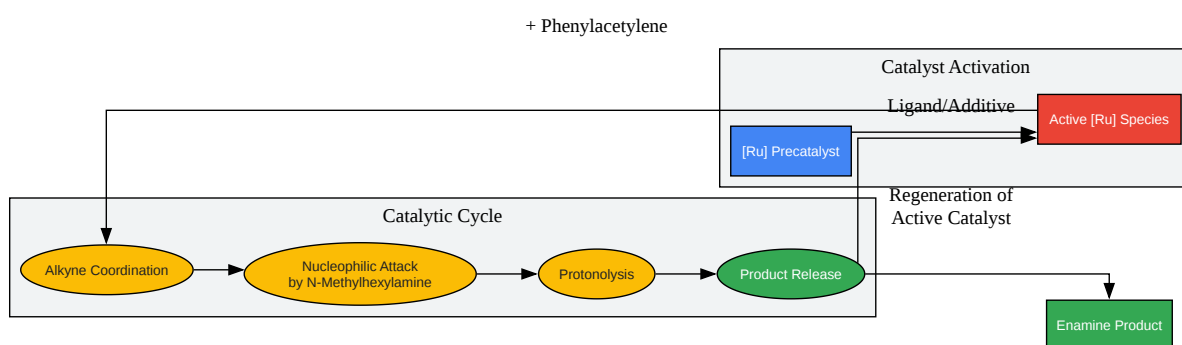 + Phenylacetylene
Catalyst Activation
Ligand/Additive
Active [Ru] Species
[Ru] Precatalyst
Regeneration of
Active Catalyst
Catalytic Cycle
Alkyne Coordination
Nucleophilic Attack
by N-Methylhexylamine
Protonolysis
Product Release
Enamine Product